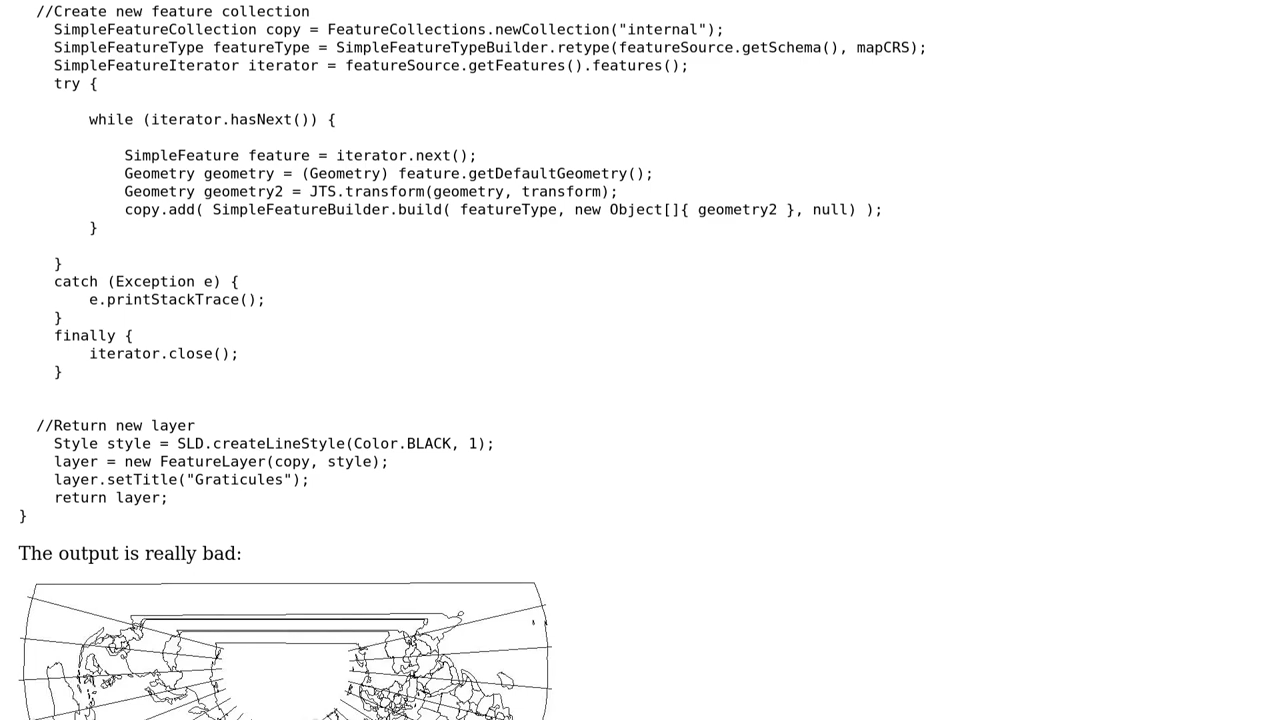 //Create new feature collection
SimpleFeatureCollection copy = FeatureCollections.newCollection("internal");
SimpleFeatureType featureType = SimpleFeatureTypeBuilder.retype(featureSource.getSchema(), mapCRS);
SimpleFeatureIterator iterator = featureSource.getFeatures().features();
try {
while (iterator.hasNext()) {
SimpleFeature feature = iterator.next();
Geometry geometry = (Geometry) feature.getDefaultGeometry();
Geometry geometry2 = JTS.transform(geometry, transform);
copy.add( SimpleFeatureBuilder.build( featureType, new Object[]{ geometry2 }, null) );
}
}
catch (Exception e) {
e.printStackTrace();
}
finally {
iterator.close();
}
//Return new layer
Style style = SLD.createLineStyle(Color.BLACK, 1);
layer = new FeatureLayer(copy, style);
layer.setTitle("Graticules");
return layer;
}
The output is really bad: